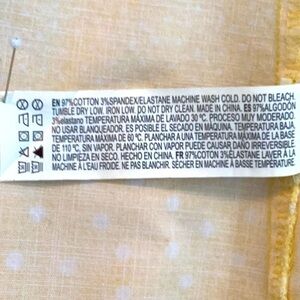 EN 97%COTTON 3%SPANDEX/ELASTANE MACHINE WASH COLD. DO NOT BLEACH.
TUMBLE DRY LOW. IRON LOW. DO NOT DRY CLEAN. MADE IN CHINA. ES 97%ALGODÓN
3%elastano TEMPERATURA MÁXIMA DE LAVADO 30 ºC. PROCESO MUY MODERADO.
NO USAR BLANQUEADOR. ES POSIBLE EL SECADO EN MÁQUINA. TEMPERATURA BAJA,
TEMPERATURA MÁXIMA DE 60 ºC. PLANCHAR A UNA TEMPERATURA MÁXIMA DE LA BASE
DE 110 ºC. SIN VAPOR. PLANCHAR CON VAPOR PUEDE CAUSAR DAÑO IRREVERSIBLE.
NO LIMPIEZA EN SECO. HECHO EN CHINA. FR 97%COTON 3%ÉLASTANE LAVER À LA
MACHINE À L'EAU FROIDE. NE PAS BLANCHIR. SÉCHER EN MACHINE À BASSE TEMPÉRATURE.